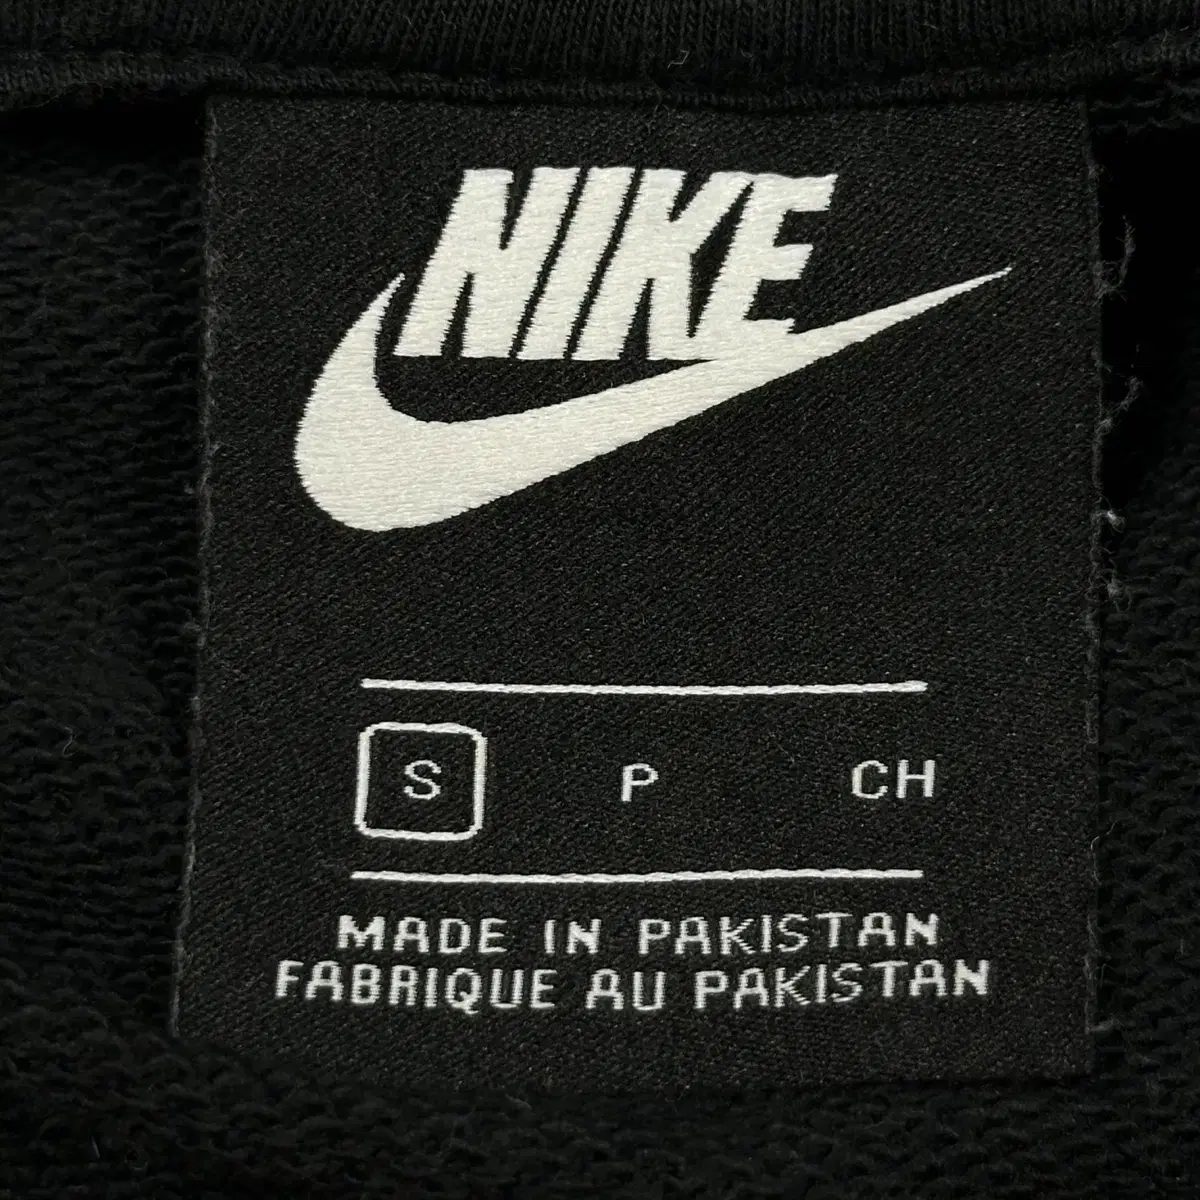 NIKE
S P CH
MADE IN PAKISTAN
FABRIQUE AU PAKISTAN